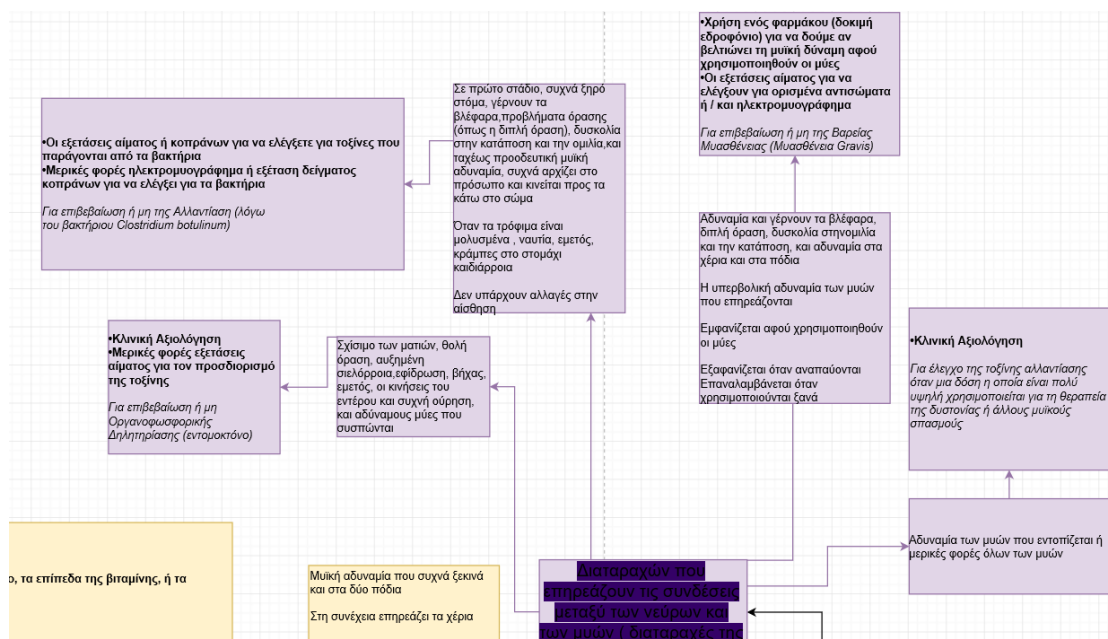 •Χρήση ενός φαρμάκου (δοκιμή
εδροφόνιο) για να δούμε αν
βελτιώνει τη μυϊκή δύναμη αφού
χρησιμοποιηθούν οι μύες
•Οι εξετάσεις αίματος για να
ελέγξουν για ορισμένα αντισώματα
ή / και ηλεκτρομυογράφημα
Για επιβεβαίωση ή μη της Βαρείας
Μυασθένειας (Μυασθένεια Gravis)
Σε πρώτο στάδιο, συχνά ξηρό
στόμα, γέρνουν τα
βλέφαρα,προβλήματα όρασης
(όπως η διπλή όραση), δυσκολία
στην κατάποση και την ομιλία,και
ταχέως προοδευτική μυϊκή
αδυναμία, συχνά αρχίζει στο
πρόσωπο και κινείται προς τα
κάτω στο σώμα
Όταν τα τρόφιμα είναι
μολυσμένα , ναυτία, εμετός,
κράμπες στο στομάχι
καιδιάρροια
Δεν υπάρχουν αλλαγές στην
αίσθηση
•Οι εξετάσεις αίματος ή κοπράνων για να ελέγξετε για τοξίνες που
παράγονται από τα βακτήρια
•Μερικές φορές ηλεκτρομυογράφημα ή εξέταση δείγματος
κοπράνων για να ελέγξει για τα βακτήρια
Για επιβεβαίωση ή μη της Αλλαντίαση (λόγω
του βακτήριου Clostridium botulinum)
Αδυναμία και γέρνουν τα βλέφαρα,
διπλή όραση, δυσκολία στηνομιλία
και την κατάποση, και αδυναμία στα
χέρια και στα πόδια
Η υπερβολική αδυναμία των μυών
που επηρεάζονται
Εμφανίζεται αφού χρησιμοποιηθούν
οι μύες
Εξαφανίζεται όταν αναπαύονται
Επαναλαμβάνεται όταν
χρησιμοποιούνται ξανά
•Κλινική Αξιολόγηση
•Μερικές φορές εξετάσεις
αίματος για τον προσδιορισμό
της τοξίνης
Για επιβεβαίωση ή μη
Οργανοφωσφορικής
Δηλητηρίασης (εντομοκτόνο)
Σχίσιμο των ματιών, θολή
όραση, αυξημένη
σιελόρροια,εφίδρωση, βήχας,
εμετός, οι κινήσεις του
εντέρου και συχνή ούρηση,
και αδύναμους μύες που
συσπώνται
•Κλινική Αξιολόγηση
Για έλεγχο της τοξίνης αλλαντίασης
όταν μια δόση η οποία είναι πολύ
υψηλή χρησιμοποιείται για τη θεραπεία
της δυστονίας ή άλλους μυϊκούς
σπασμούς
Αδυναμία των μυών που εντοπίζεται ή
μερικές φορές όλων των μυών
ο, τα επίπεδα της βιταμίνης, ή τα
Μυϊκή αδυναμία που συχνά ξεκινά
και στα δύο πόδια
Στη συνέχεια επηρεάζει τα χέρια
Διαταραχών που
επηρεάζουν τις συνδέσεις
μεταξύ των νεύρων και
των μυών ( διαταραχές της